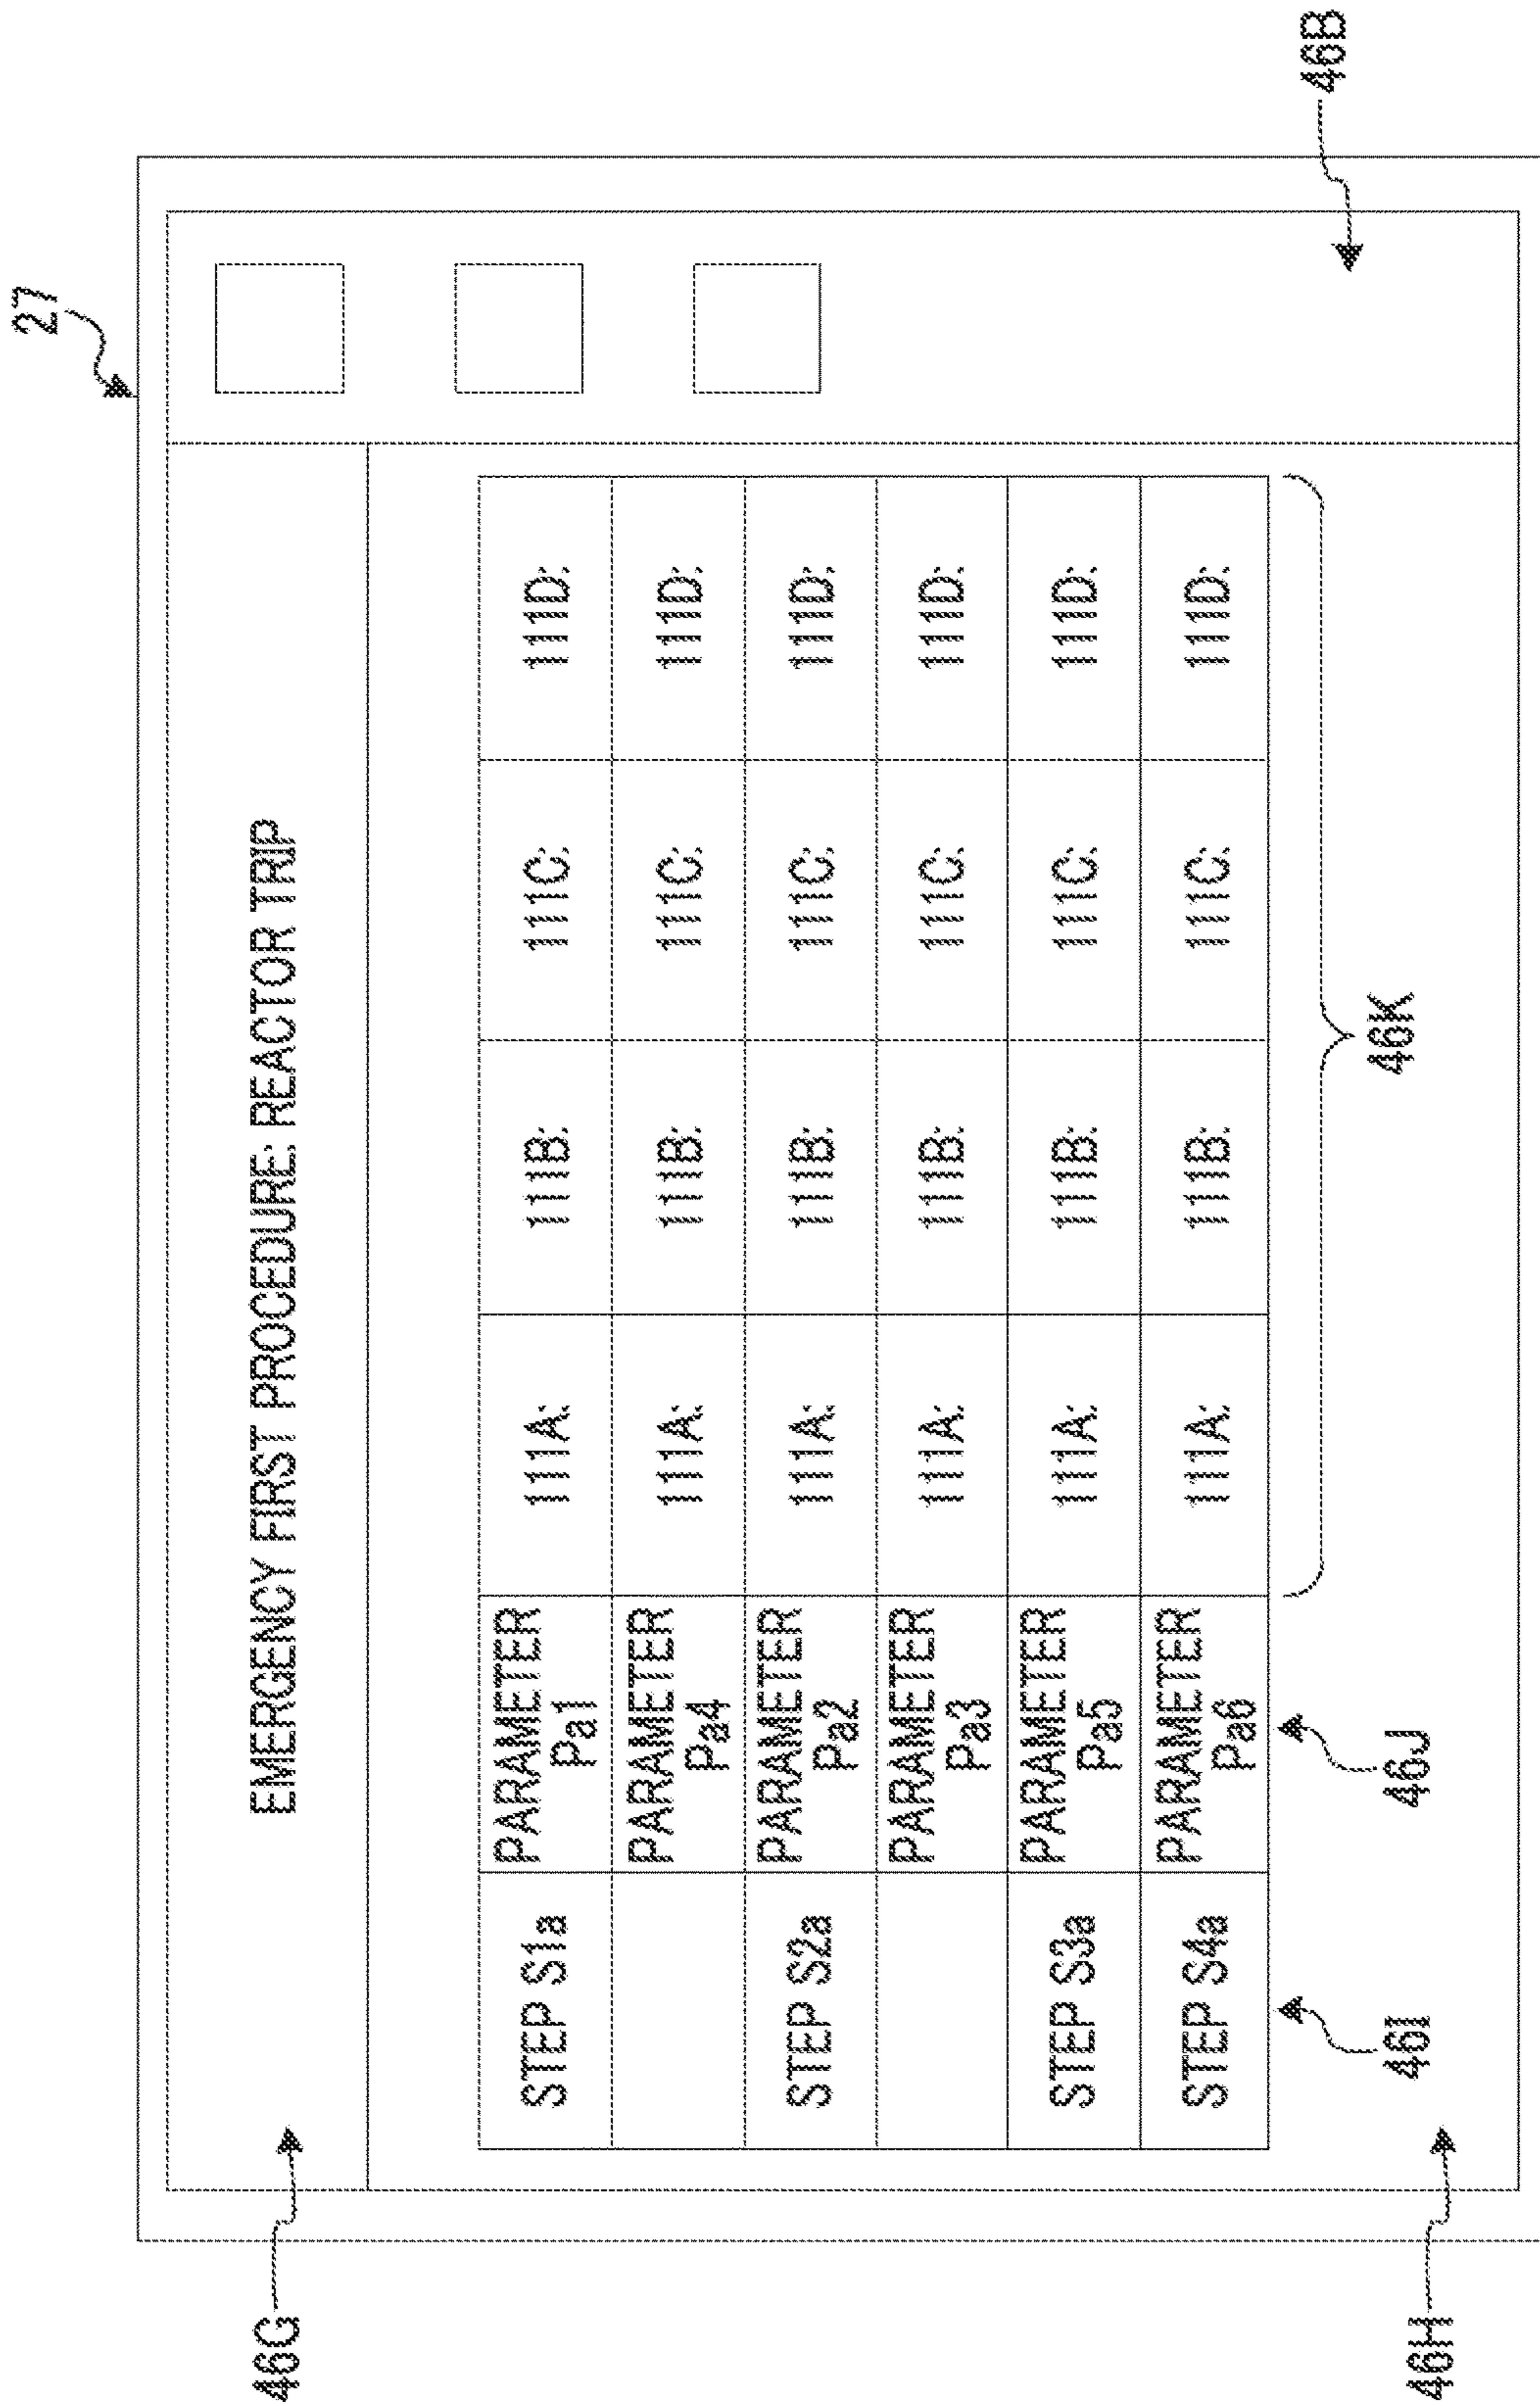 27
46G
EMERGENCY FIRST PROCEDURE: REACTOR TRIP
STEP S1a PARAMETER Pa1 111A: 111B: 111C: 111D:
PARAMETER Pa4 111A: 111B: 111C: 111D:
STEP S2a PARAMETER Pa2 111A: 111B: 111C: 111D:
PARAMETER Pa3 111A: 111B: 111C: 111D:
STEP S3a PARAMETER Pa5 111A: 111B: 111C: 111D:
STEP S4a PARAMETER Pa6 111A: 111B: 111C: 111D:
46H
46I
46J
46K
46B